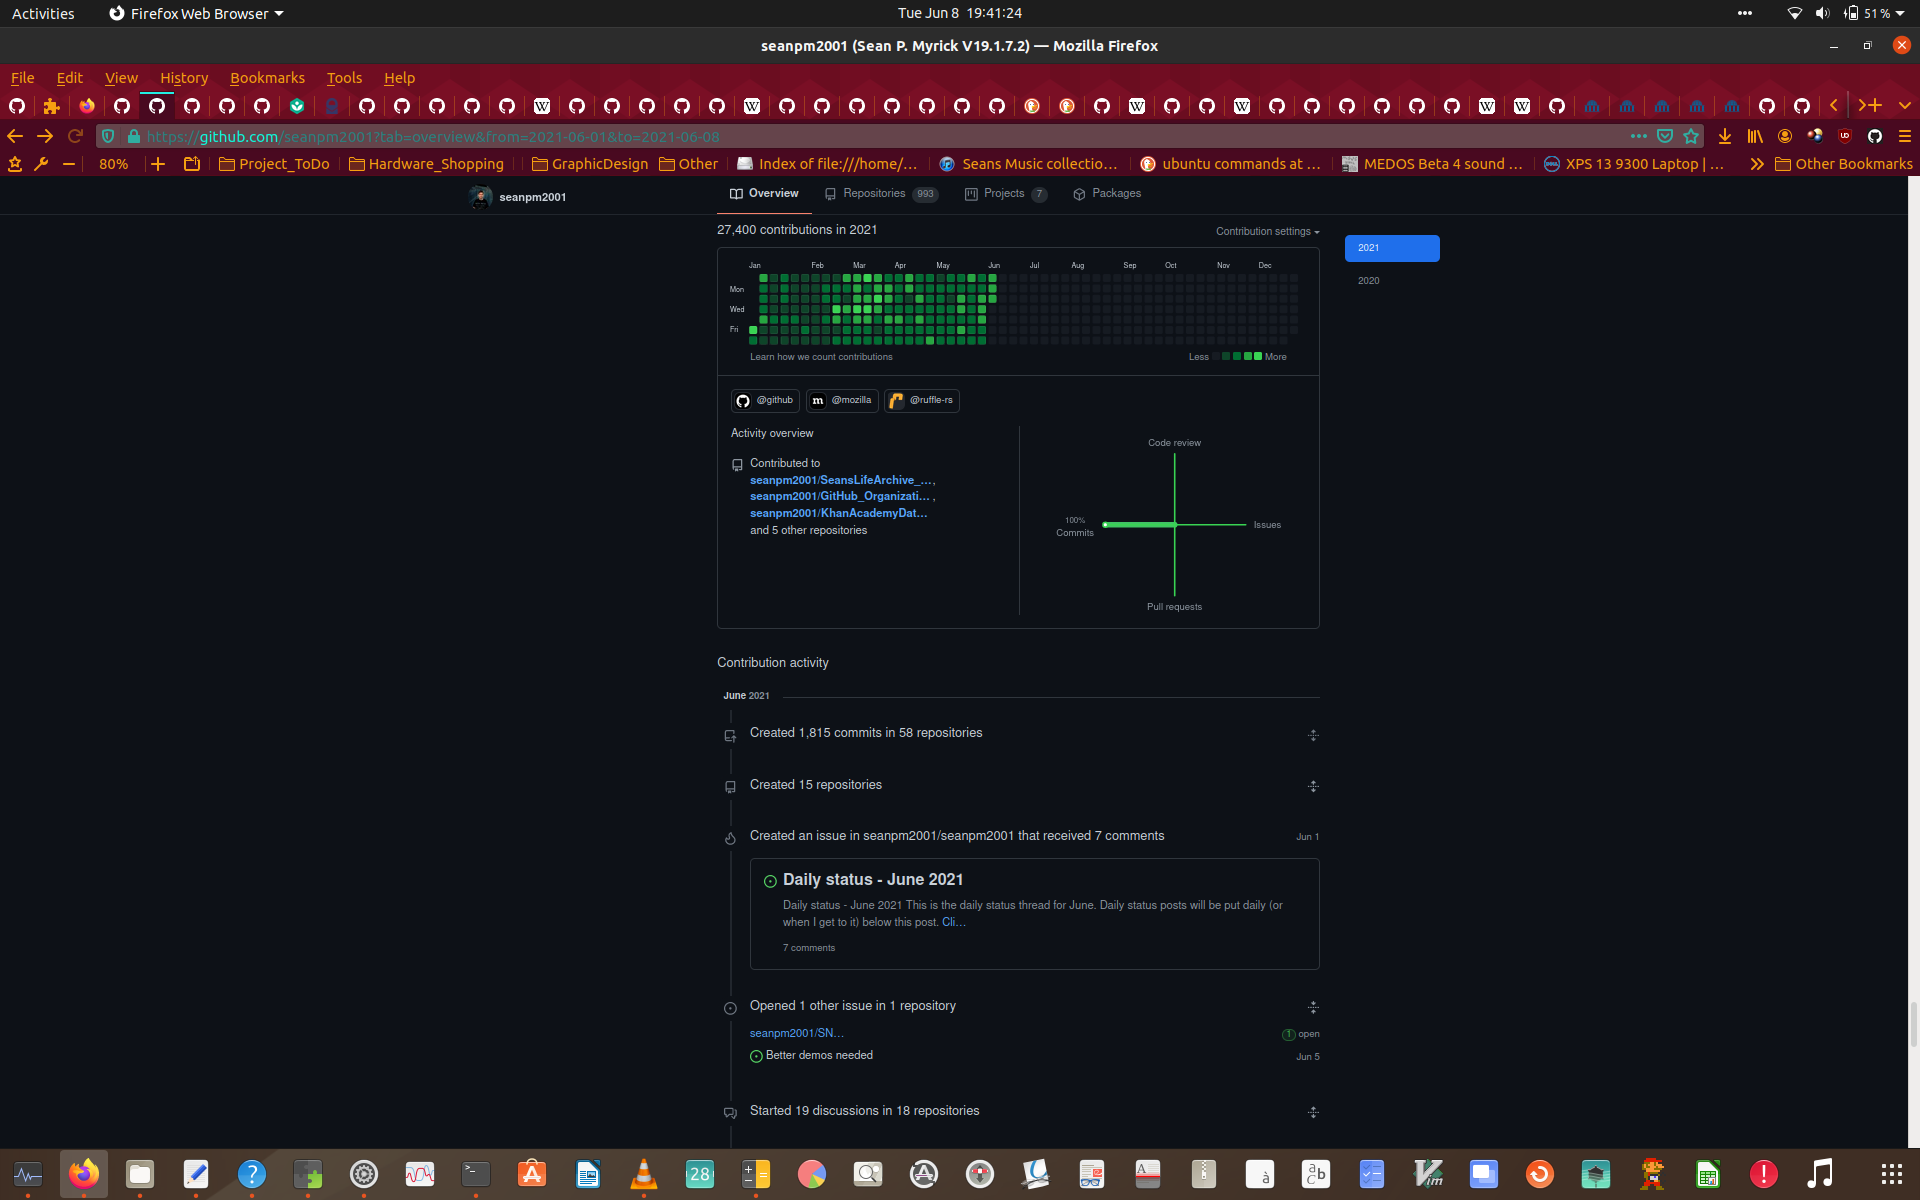 Activities
Firefox Web Browser
Tue Jun 8 19:41:24
51 %
seanpm2001 (Sean P. Myrick V19.1.7.2) — Mozilla Firefox
File Edit View History Bookmarks Tools Help
https://github.com/seanpm2001?tab=overview&from=2021-06-01&to=2021-06-08
80%
Project_ToDo
Hardware_Shopping
GraphicDesign
Other
Index of file:///home/…
Seans Music collectio…
ubuntu commands at …
MEDOS Beta 4 sound …
XPS 13 9300 Laptop | …
Other Bookmarks
seanpm2001
Overview
Repositories 993
Projects 7
Packages
27,400 contributions in 2021
Contribution settings
2021
2020
Jan Feb Mar Apr May Jun Jul Aug Sep Oct Nov Dec
Mon
Wed
Fri
Learn how we count contributions
Less More
@github @mozilla @ruffle-rs
Activity overview
Contributed to
seanpm2001/SeansLifeArchive_…,
seanpm2001/GitHub_Organizati…,
seanpm2001/KhanAcademyDat…
and 5 other repositories
Code review
100%
Commits
Issues
Pull requests
Contribution activity
June 2021
Created 1,815 commits in 58 repositories
Created 15 repositories
Created an issue in seanpm2001/seanpm2001 that received 7 comments
Jun 1
Daily status - June 2021
Daily status - June 2021 This is the daily status thread for June. Daily status posts will be put daily (or
when I get to it) below this post. Cli…
7 comments
Opened 1 other issue in 1 repository
seanpm2001/SN…
1 open
Better demos needed
Jun 5
Started 19 discussions in 18 repositories
28